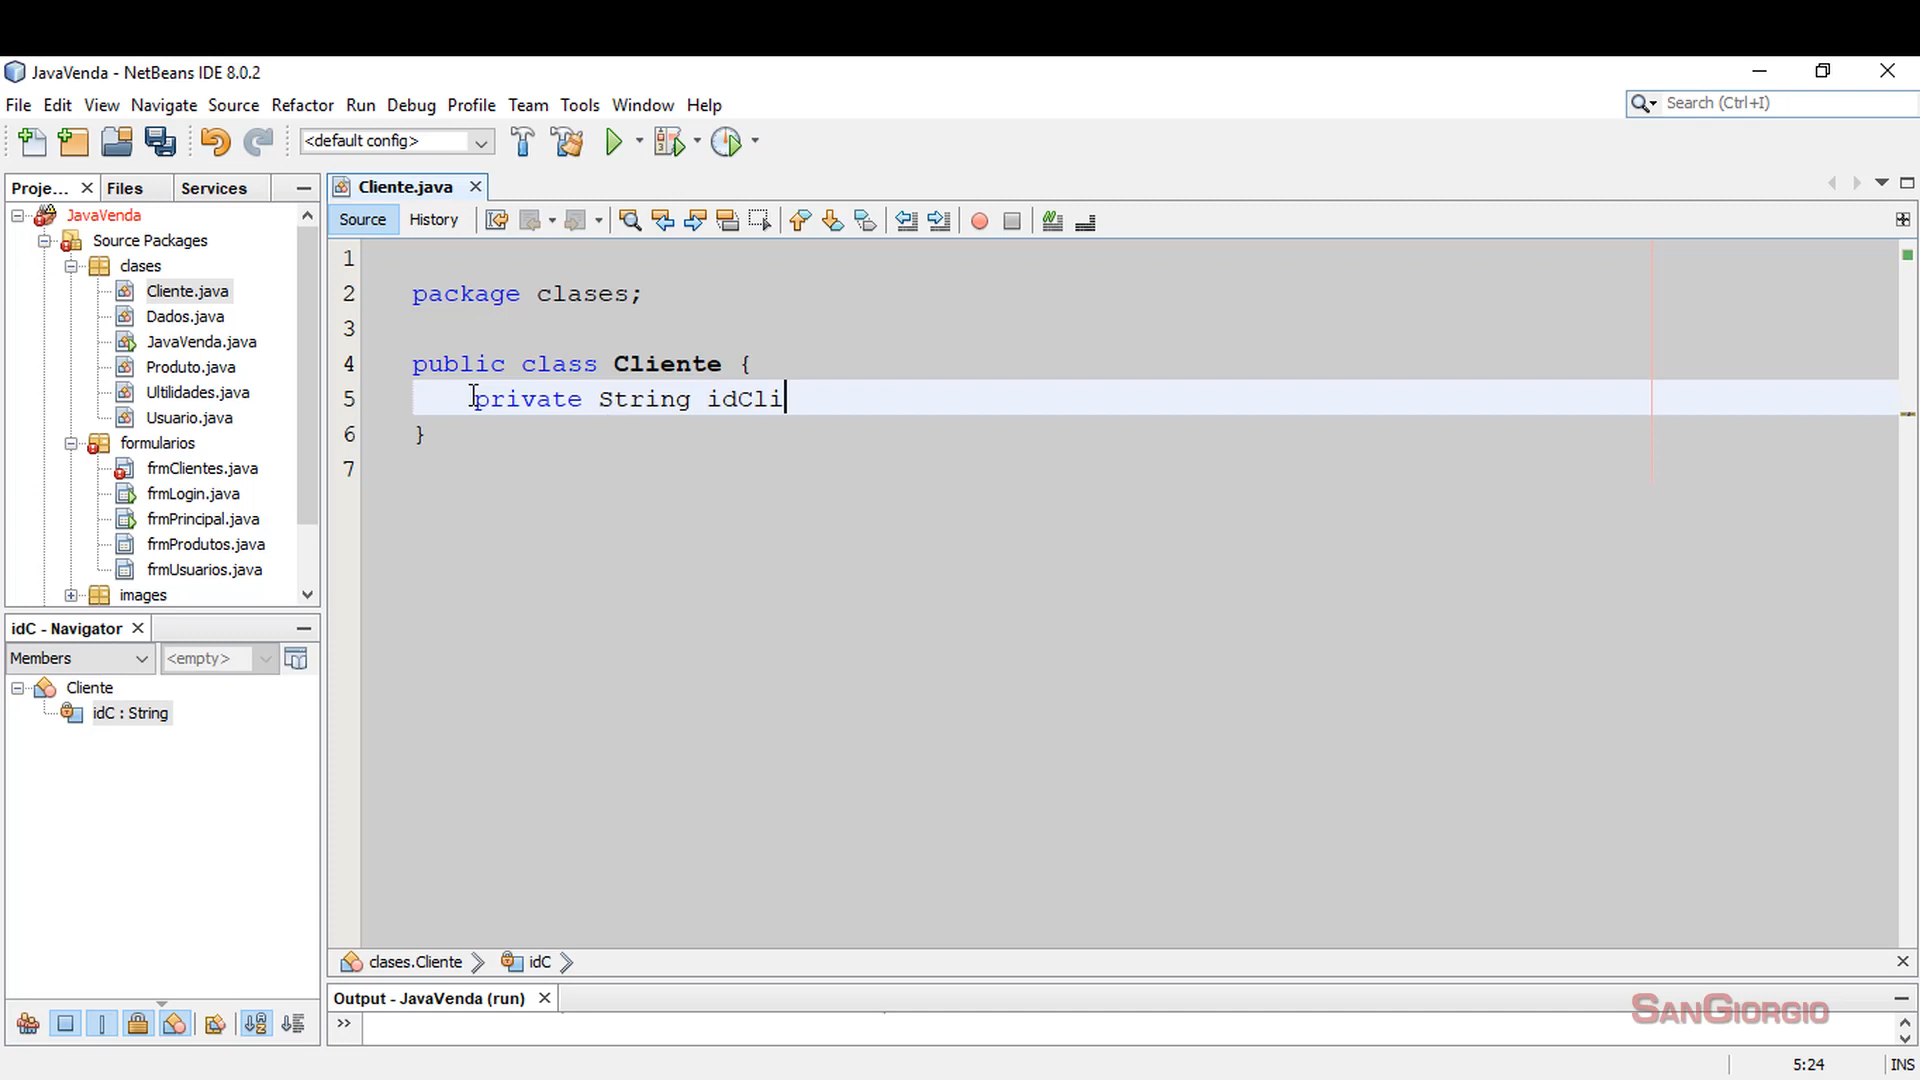 JavaVenda - NetBeans IDE 8.0.2
File Edit View Navigate Source Refactor Run Debug Profile Team Tools Window Help
Search (Ctrl+I)
<default config>
Proje... Files Services
JavaVenda
Source Packages
clases
Cliente.java
Dados.java
JavaVenda.java
Produto.java
Ultilidades.java
Usuario.java
formularios
frmClientes.java
frmLogin.java
frmPrincipal.java
frmProdutos.java
frmUsuarios.java
images
idC - Navigator
Members <empty>
Cliente
idC : String
Cliente.java
Source History
1
2 package clases;
3
4 public class Cliente {
5 private String idCli
6 }
7
clases.Cliente idC
Output - JavaVenda (run)
SanGiorgio
5:24 INS